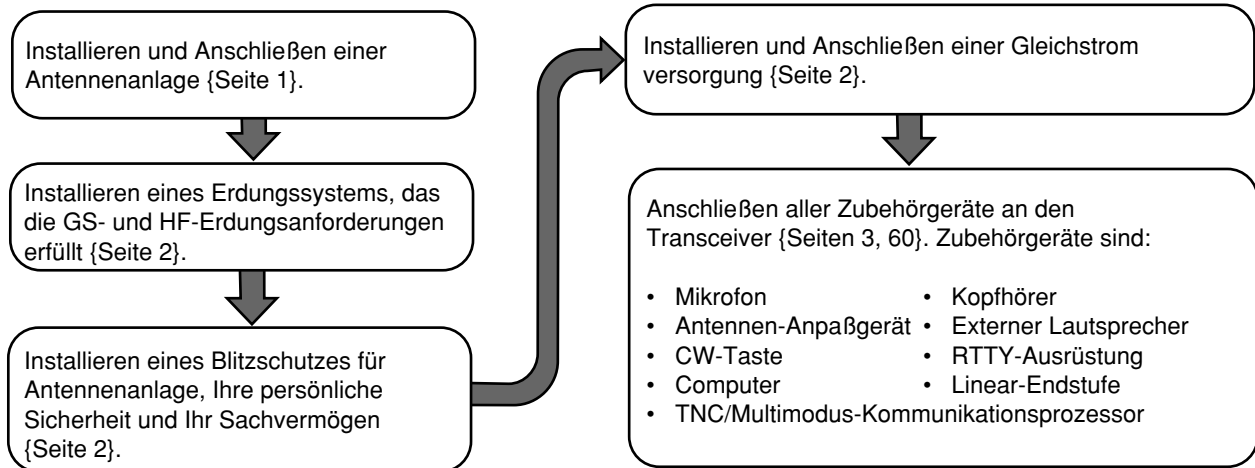 Installieren und Anschließen einer
Antennenanlage {Seite 1}.
Installieren eines Erdungssystems, das
die GS- und HF-Erdungsanforderungen
erfüllt {Seite 2}.
Installieren eines Blitzschutzes für
Antennenanlage, Ihre persönliche
Sicherheit und Ihr Sachvermögen
{Seite 2}.
Installieren und Anschließen einer Gleichstrom
versorgung {Seite 2}.
Anschließen aller Zubehörgeräte an den
Transceiver {Seiten 3, 60}. Zubehörgeräte sind:
• Mikrofon • Kopfhörer
• Antennen-Anpaßgerät • Externer Lautsprecher
• CW-Taste • RTTY-Ausrüstung
• Computer • Linear-Endstufe
• TNC/Multimodus-Kommunikationsprozessor